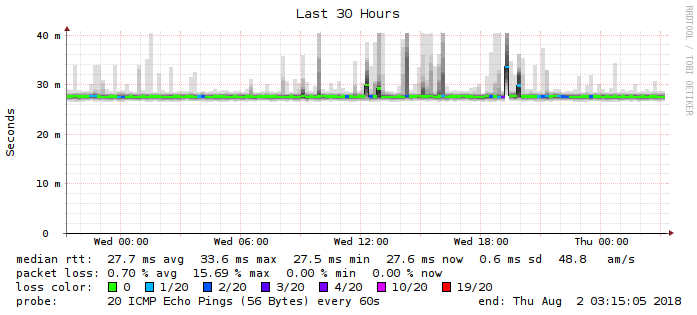 Last 30 Hours
RRDTOOL / TOBI OETIKER
Seconds
40 m
30 m
20 m
10 m
0
Wed 00:00 Wed 06:00 Wed 12:00 Wed 18:00 Thu 00:00
median rtt: 27.7 ms avg 33.6 ms max 27.5 ms min 27.6 ms now 0.6 ms sd 48.8 am/s
packet loss: 0.70 % avg 15.69 % max 0.00 % min 0.00 % now
loss color: 0 1/20 2/20 3/20 4/20 10/20 19/20
probe: 20 ICMP Echo Pings (56 Bytes) every 60s end: Thu Aug 2 03:15:05 2018